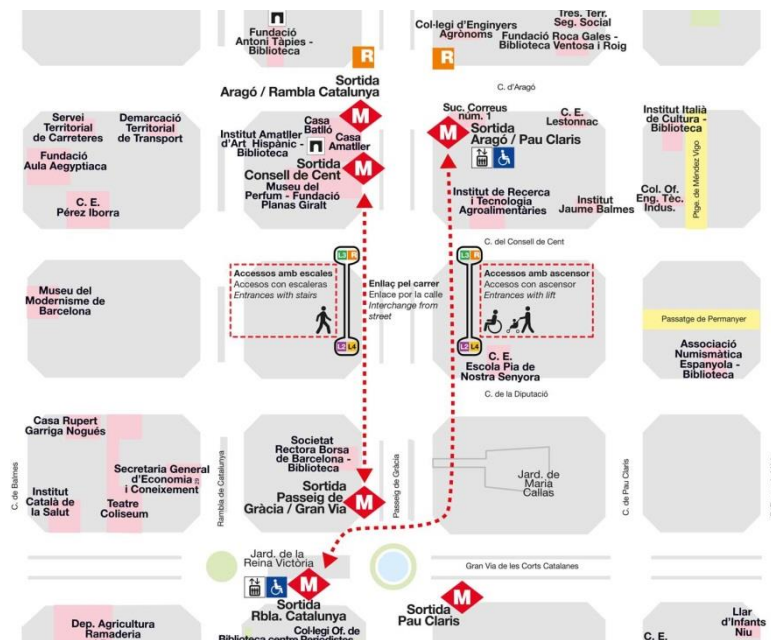 Fundació
Antoni Tàpies -
Biblioteca
R
Sortida
Aragó / Rambla Catalunya
M
Col·legi d'Enginyers
Agrònoms
R
Tres. Terr.
Seg. Social
Fundació Roca Gales -
Biblioteca Ventosa i Roig
C. d'Aragó
Servei
Territorial
de Carreteres
Demarcació
Territorial
de Transport
Fundació
Aula Aegyptiaca
C. E.
Pérez Iborra
Casa
Batlló
Institut Amatller
d'Art Hispànic -
Biblioteca
Casa
Amatller
Sortida
Consell de Cent
M
Museu del
Perfum - Fundació
Planas Giralt
Suc. Correus
núm. 1
M
Sortida
Aragó / Pau Claris
C. E.
Lestonnac
Institut de Recerca
i Tecnologia
Agroalimentàries
Institut
Jaume Balmes
Institut Italià
de Cultura -
Biblioteca
Col. Of.
Eng. Tèc.
Indus.
Ptge. de Méndez Vigo
C. del Consell de Cent
Museu del
Modernisme de
Barcelona
Accessos amb escales
Accesos con escaleras
Entrances with stairs
L3 R
L2 L4
Enllaç pel carrer
Enlace por la calle
Interchange from
street
L3 R
L2 L4
Accessos amb ascensor
Accesos con ascensor
Entrances with lift
C. E.
Escola Pia de
Nostra Senyora
Passatge de Permanyer
Associació
Numismàtica
Espanyola -
Biblioteca
C. de la Diputació
Casa Rupert
Garriga Nogués
Secretaria General
d'Economia
i Coneixement
Institut
Català de
la Salut
Teatre
Coliseum
C. de Balmes
Rambla de Catalunya
Societat
Rectora Borsa
de Barcelona -
Biblioteca
Sortida
Passeig de
Gràcia / Gran Via
M
Passeig de Gràcia
Jard. de
Maria
Callas
C. de Pau Claris
Jard. de la
Reina Victòria
M
Sortida
Rbla. Catalunya
Gran Via de les Corts Catalanes
Sortida
Pau Claris
M
Dep. Agricultura
Ramaderia
Col·legi Of. de
Biblioteca centre Periodistes
C. E.
Llar
d'Infants
Niu